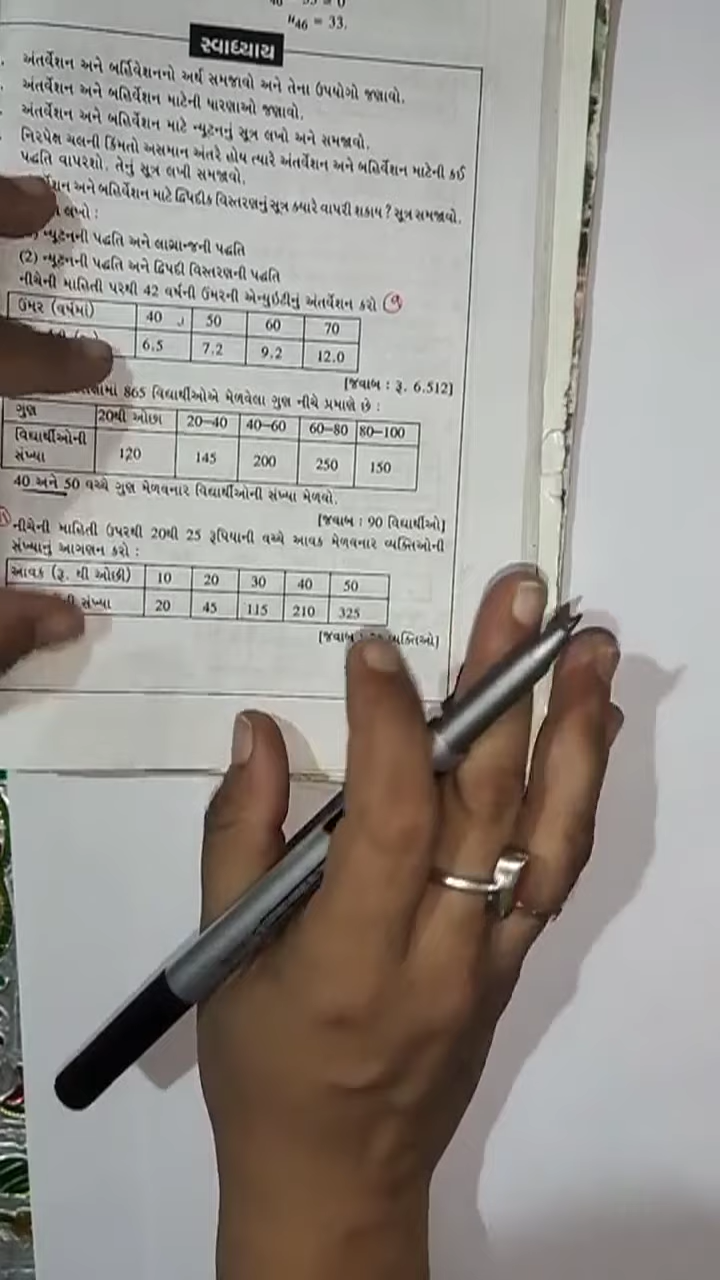 u₄₆ = 33.
સ્વાધ્યાય
અંતર્વેશન અને બહિર્વેશનનો અર્થ સમજાવો અને તેના ઉપયોગો જણાવો.
અંતર્વેશન અને બહિર્વેશન માટેની ધારણાઓ જણાવો.
અંતર્વેશન અને બહિર્વેશન માટે ન્યૂટનનું સૂત્ર લખો અને સમજાવો.
નિરપેક્ષ ચલની કિંમતો અસમાન અંતરે હોય ત્યારે અંતર્વેશન અને બહિર્વેશન માટેની કઈ
પદ્ધતિ વાપરશો. તેનું સૂત્ર લખી સમજાવો.
અને બહિર્વેશન માટે દ્વિપદીક વિસ્તરણનું સૂત્ર ક્યારે વાપરી શકાય ? સૂત્ર સમજાવો.
લખો :
ન્યૂટનની પદ્ધતિ અને લાગ્રાન્જની પદ્ધતિ
(2) ન્યૂટનની પદ્ધતિ અને દ્વિપદી વિસ્તરણની પદ્ધતિ
નીચેની માહિતી પરથી 42 વર્ષની ઉંમરની એન્યુઇટીનું અંતર્વેશન કરો
ઉંમર (વર્ષમાં) 40 50 60 70
6.5 7.2 9.2 12.0
[જવાબ : રૂ. 6.512]
865 વિદ્યાર્થીઓએ મેળવેલા ગુણ નીચે પ્રમાણે છે :
ગુણ 20થી ઓછા 20–40 40–60 60–80 80–100
વિદ્યાર્થીઓની
સંખ્યા 120 145 200 250 150
40 અને 50 વચ્ચે ગુણ મેળવનાર વિદ્યાર્થીઓની સંખ્યા મેળવો.
[જવાબ : 90 વિદ્યાર્થીઓ]
નીચેની માહિતી ઉપરથી 20થી 25 રૂપિયાની વચ્ચે આવક મેળવનાર વ્યક્તિઓની
સંખ્યાનું આગણન કરો :
આવક (રૂ. થી ઓછી) 10 20 30 40 50
સંખ્યા 20 45 115 210 325
[જવાબ : વ્યક્તિઓ]